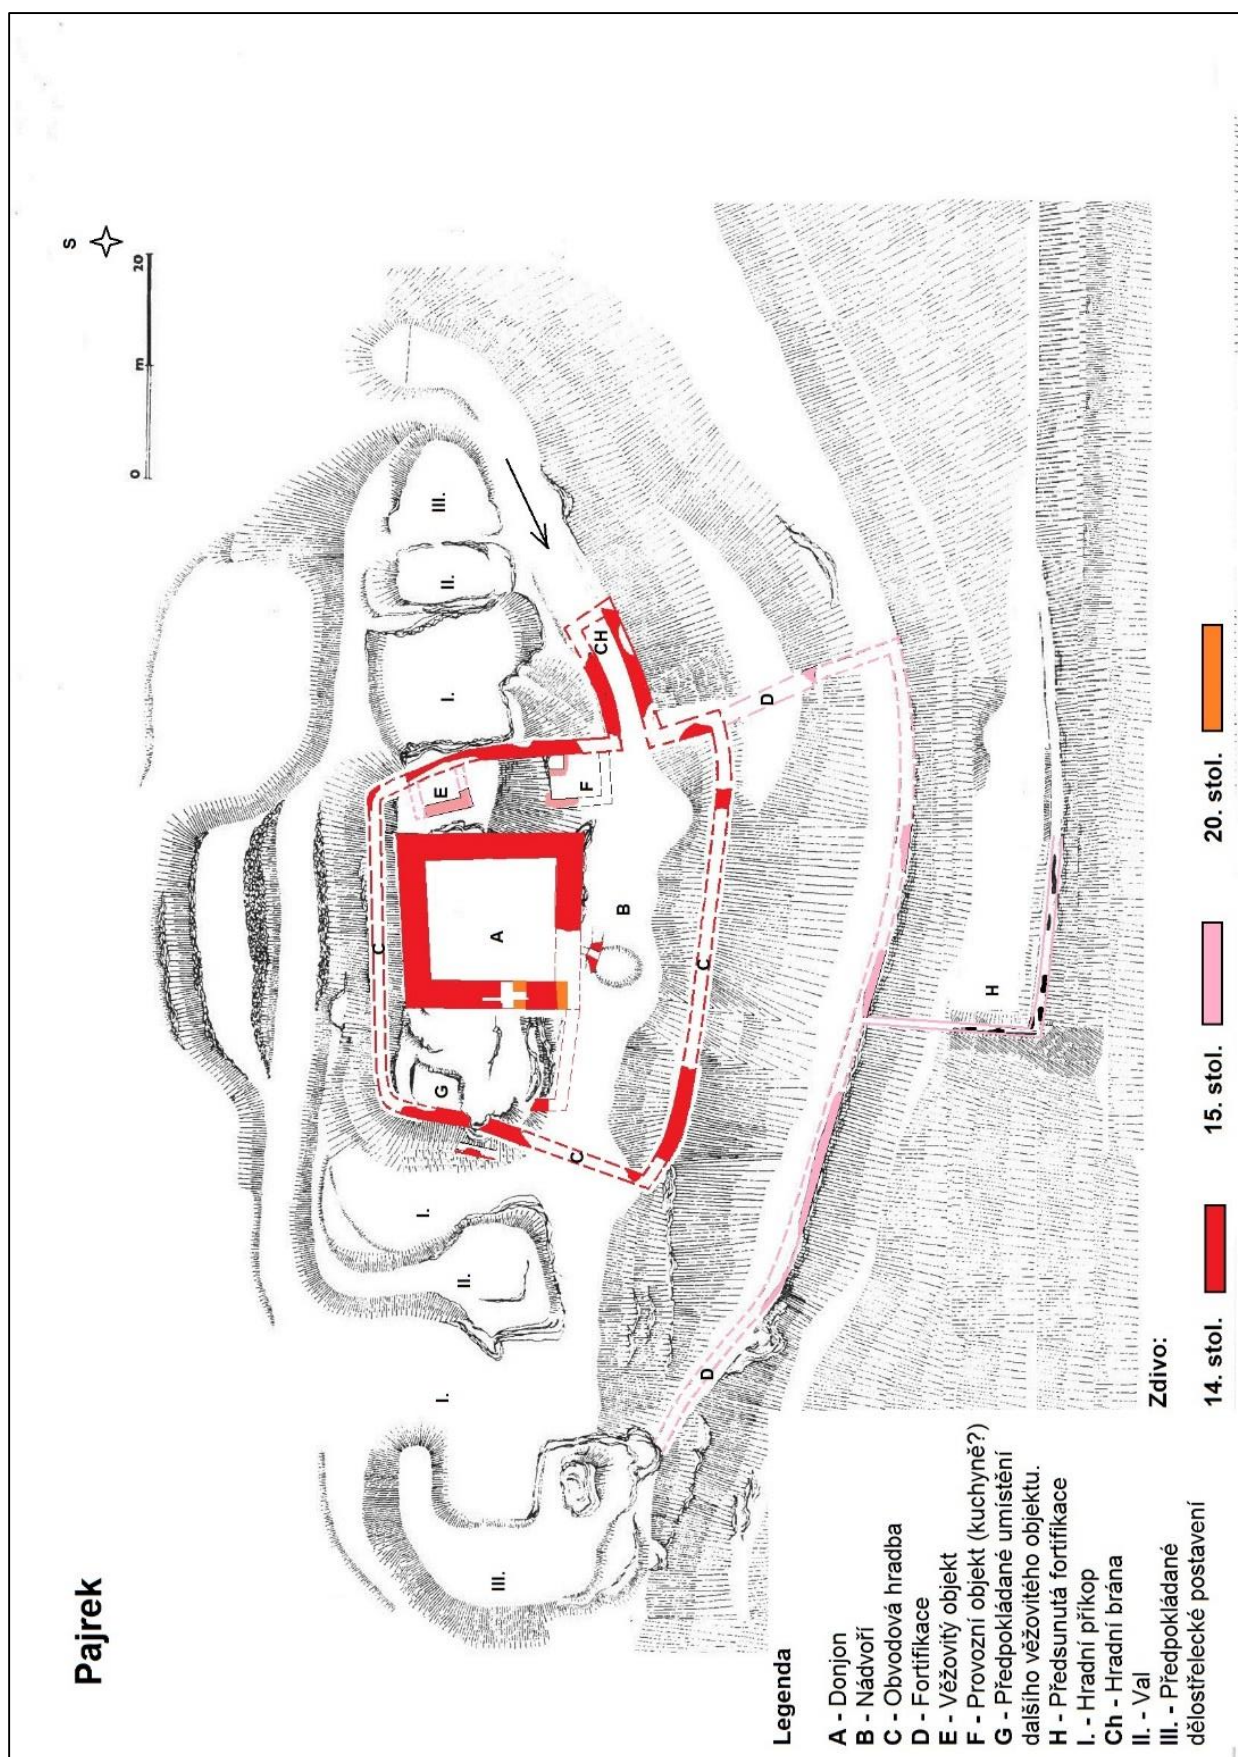 Pajrek
S
0 m 20
III.
II.
I.
CH
E
F
D
C
A
B
C
G
C
H
I.
II.
I.
D
III.
Legenda
A - Donjon
B - Nádvoří
C - Obvodová hradba
D - Fortifikace
E - Věžovitý objekt
F - Provozní objekt (kuchyně?)
G - Předpokládané umístění
dalšího věžovitého objektu.
H - Předsunutá fortifikace
I. - Hradní příkop
Ch - Hradní brána
II. - Val
III. - Předpokládané
dělostřelecké postavení
Zdivo:
14. stol.
15. stol.
20. stol.